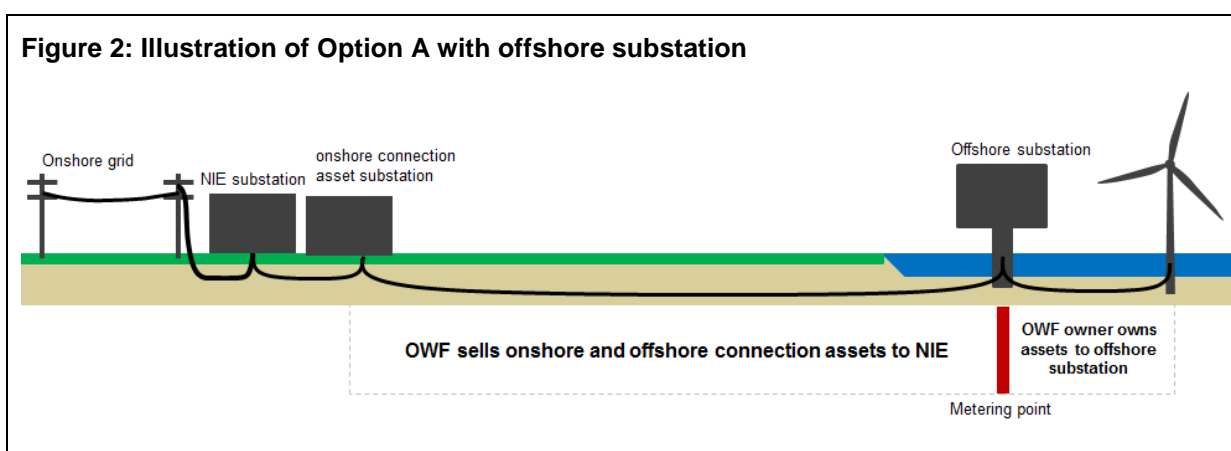 Figure 2: Illustration of Option A with offshore substation
Onshore grid
NIE substation
onshore connection
asset substation
Offshore substation
OWF sells onshore and offshore connection assets to NIE
OWF owner owns
assets to offshore
substation
Metering point